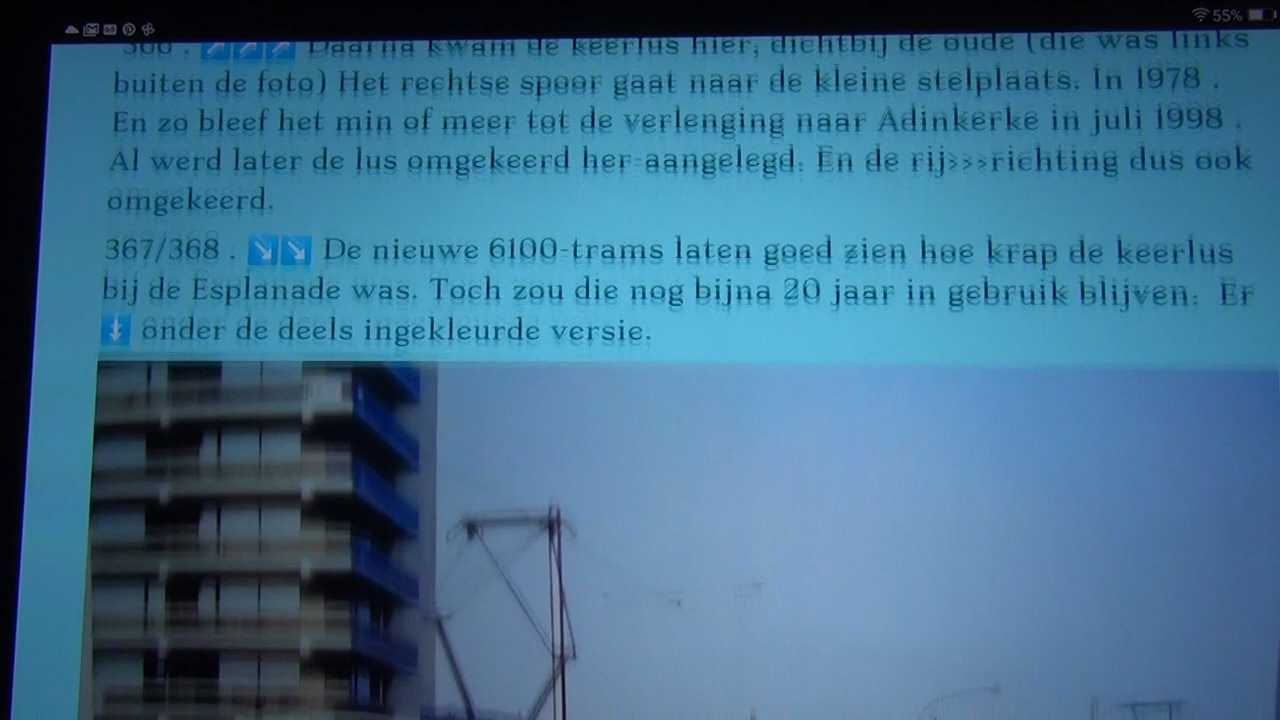 55%
366 . ↗↗↗ Daarna kwam de keerlus hier, dichtbij de oude (die was links
buiten de foto) Het rechtse spoor gaat naar de kleine stelplaats. In 1978 .
En zo bleef het min of meer tot de verlenging naar Adinkerke in juli 1998 .
Al werd later de lus omgekeerd her-aangelegd. En de rij>>>richting dus ook
omgekeerd.
367/368 . ↘↘ De nieuwe 6100-trams laten goed zien hoe krap de keerlus
bij de Esplanade was. Toch zou die nog bijna 20 jaar in gebruik blijven. Er
⬇ onder de deels ingekleurde versie.